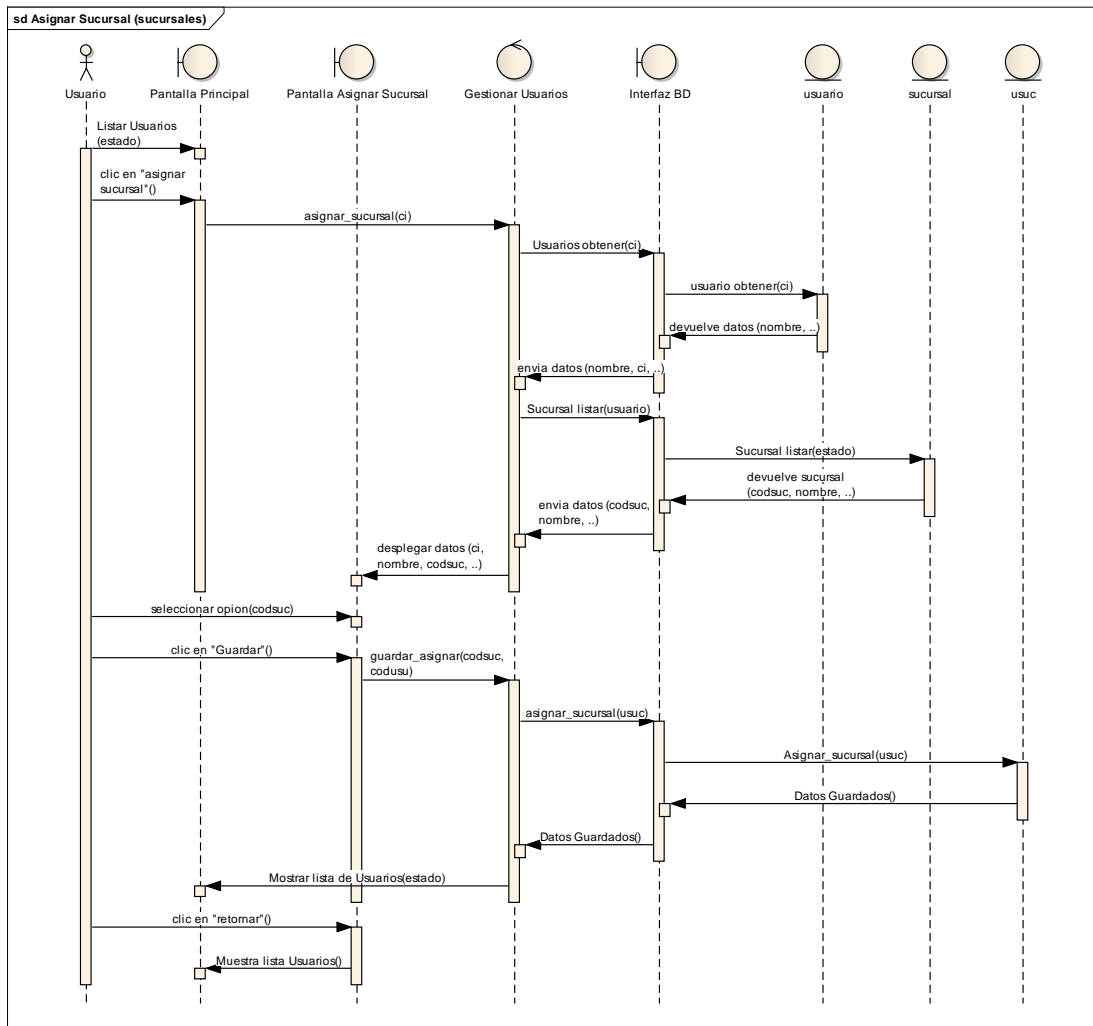 sd Asignar Sucursal (sucursales)
Usuario
Pantalla Principal
Pantalla Asignar Sucursal
Gestionar Usuarios
Interfaz BD
usuario
sucursal
usuc
Listar Usuarios
(estado)
clic en "asignar
sucursal"()
asignar_sucursal(ci)
Usuarios obtener(ci)
usuario obtener(ci)
devuelve datos (nombre, ..)
envia datos (nombre, ci, ..)
Sucursal listar(usuario)
Sucursal listar(estado)
devuelve sucursal
(codsuc, nombre, ..)
envia datos (codsuc,
nombre, ..)
desplegar datos (ci,
nombre, codsuc, ..)
seleccionar opion(codsuc)
clic en "Guardar"()
guardar_asignar(codsuc,
codusu)
asignar_sucursal(usuc)
Asignar_sucursal(usuc)
Datos Guardados()
Datos Guardados()
Mostrar lista de Usuarios(estado)
clic en "retornar"()
Muestra lista Usuarios()